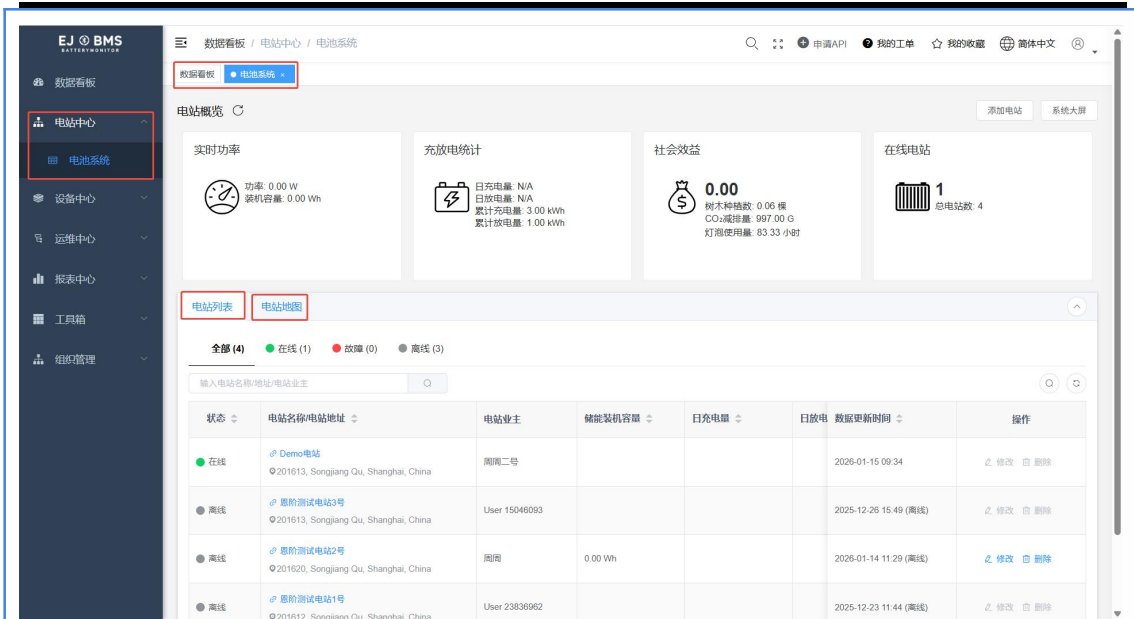 EJ BMS
BATTERYMONITOR
数据看板 / 电站中心 / 电池系统
申请API 我的工单 我的收藏 简体中文
数据看板
电站中心
电池系统
设备中心
运维中心
报表中心
工具箱
组织管理
数据看板 电池系统 ×
电站概览
添加电站 系统大屏
实时功率
功率: 0.00 W
装机容量: 0.00 Wh
充放电统计
日充电量: N/A
日放电量: N/A
累计充电量: 3.00 kWh
累计放电量: 1.00 kWh
社会效益
0.00
树木种植数: 0.06 棵
CO₂减排量: 997.00 G
灯泡使用量: 83.33 小时
在线电站
1
总电站数: 4
电站列表 电站地图
全部 (4) 在线 (1) 故障 (0) 离线 (3)
输入电站名称/地址/电站业主
状态 电站名称/电站地址 电站业主 储能装机容量 日充电量 日放电 数据更新时间 操作
在线 Demo电站 周周二号 2026-01-15 09:34 修改 删除
201613, Songjiang Qu, Shanghai, China
离线 恩阶测试电站3号 User 15046093 2025-12-26 15:49 (离线) 修改 删除
201613, Songjiang Qu, Shanghai, China
离线 恩阶测试电站2号 周周 0.00 Wh 2026-01-14 11:29 (离线) 修改 删除
201620, Songjiang Qu, Shanghai, China
离线 恩阶测试电站1号 User 23836962 2025-12-23 11:44 (离线) 修改 删除
201612, Songjiang Qu, Shanghai, China